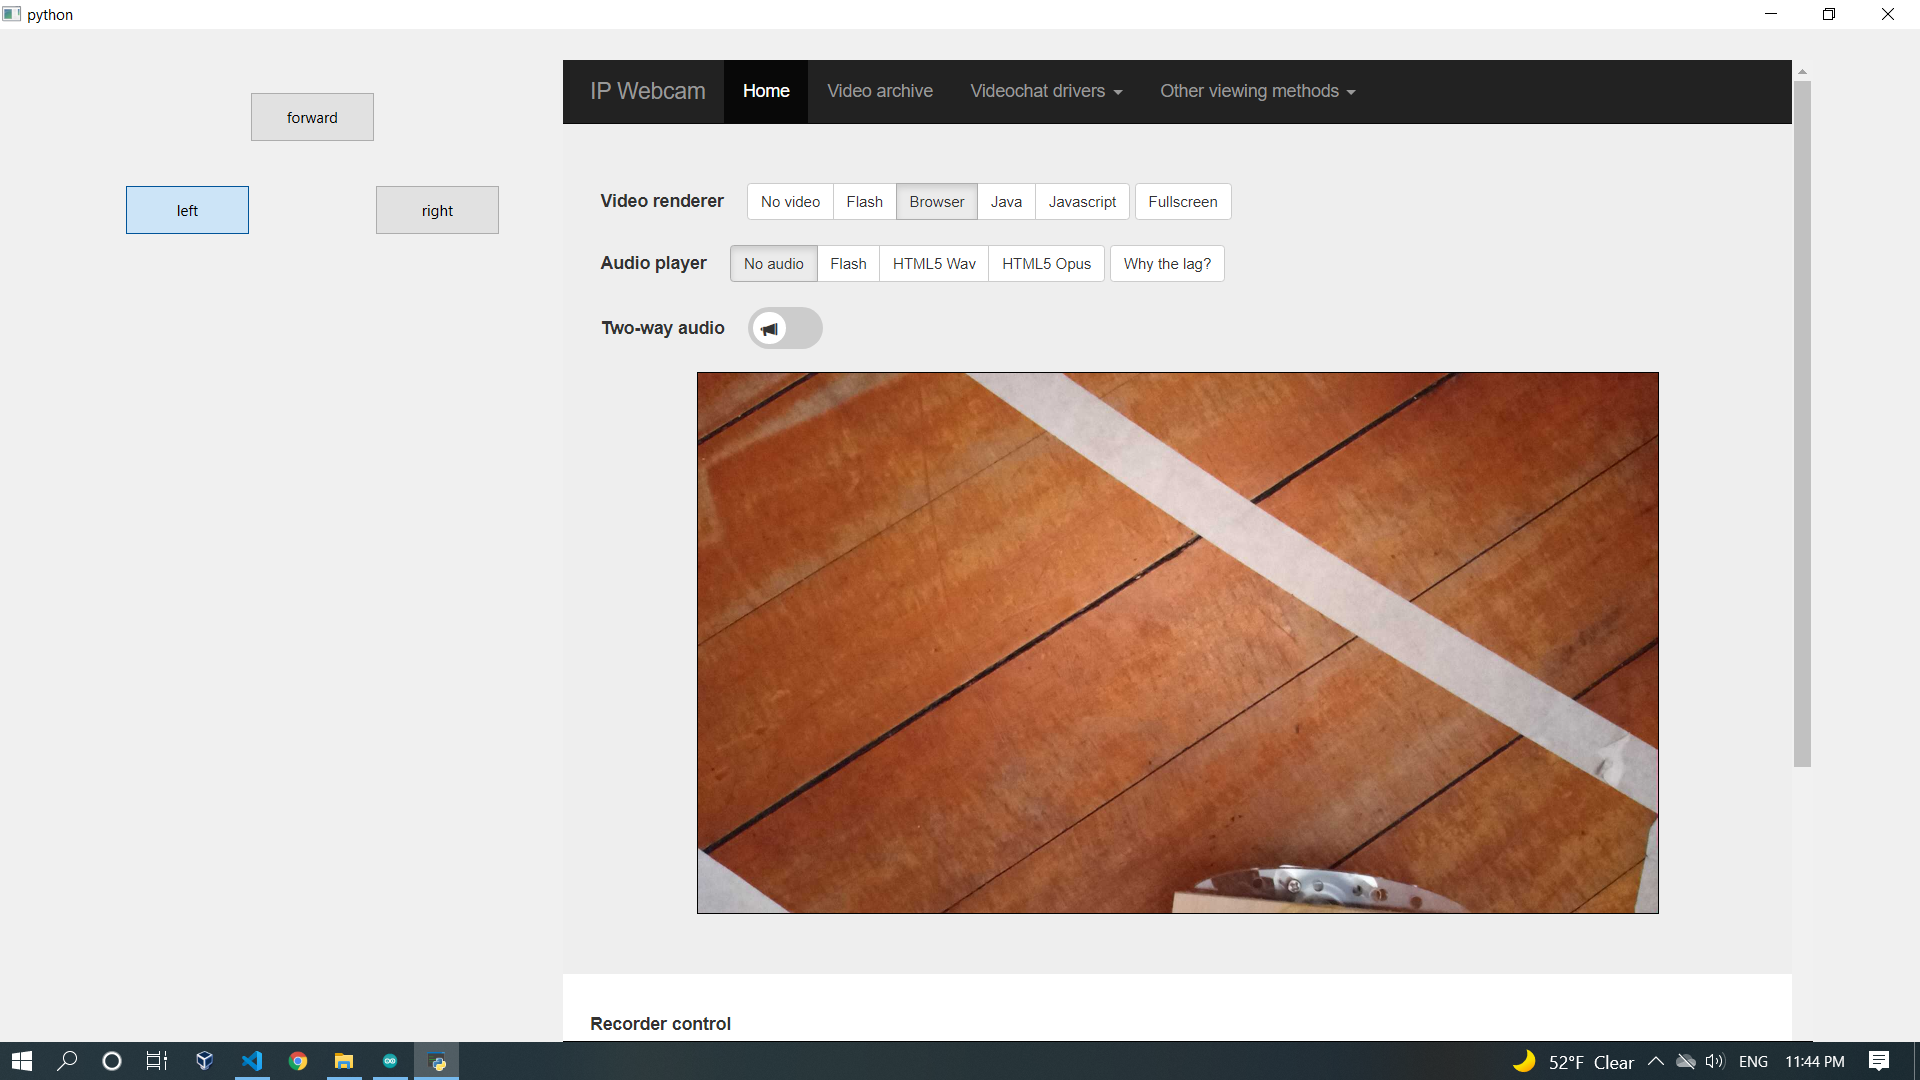 python
forward
left
right
IP Webcam Home Video archive Videochat drivers Other viewing methods
Video renderer No video Flash Browser Java Javascript Fullscreen
Audio player No audio Flash HTML5 Wav HTML5 Opus Why the lag?
Two-way audio
Recorder control
52°F Clear ENG 11:44 PM